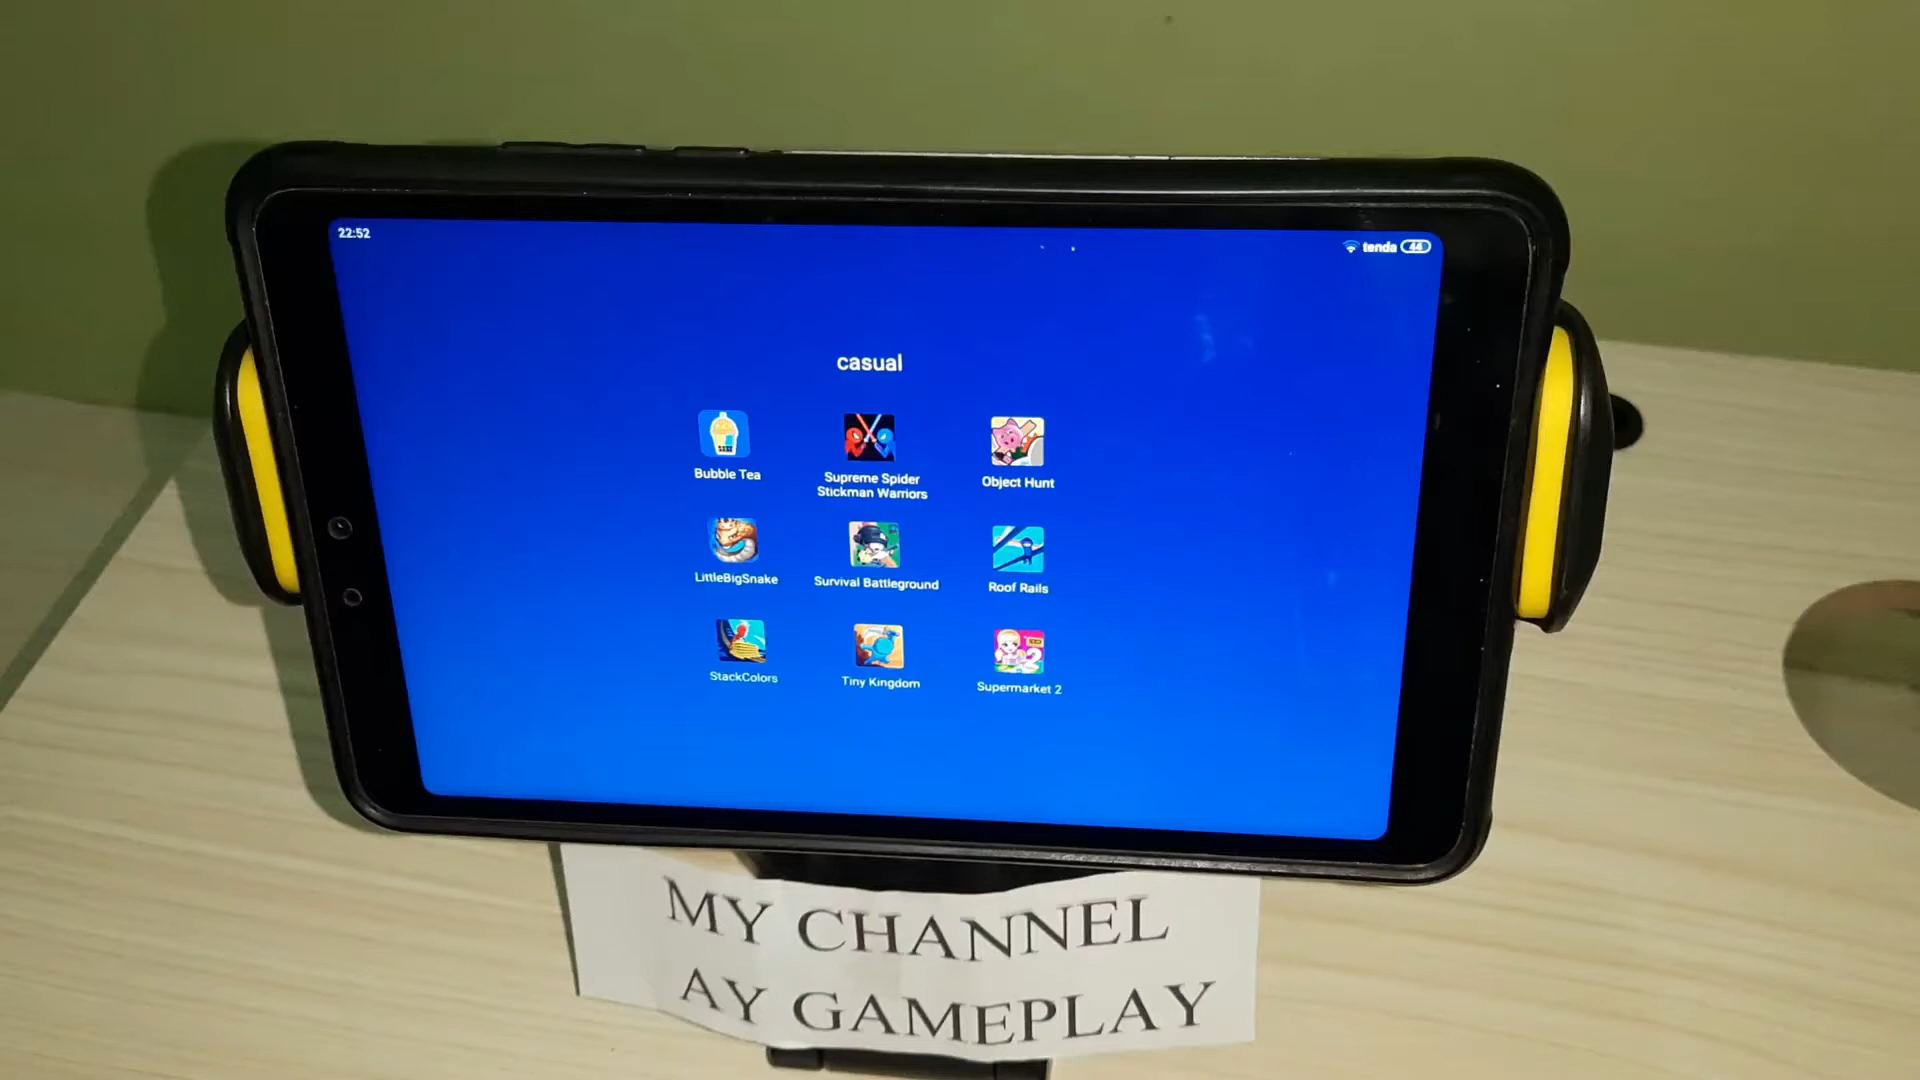 22:52
tenda 44
casual
Bubble Tea
Supreme Spider
Stickman Warriors
Object Hunt
LittleBigSnake
Survival Battleground
Roof Rails
StackColors
Tiny Kingdom
Supermarket 2
MY CHANNEL
AY GAMEPLAY